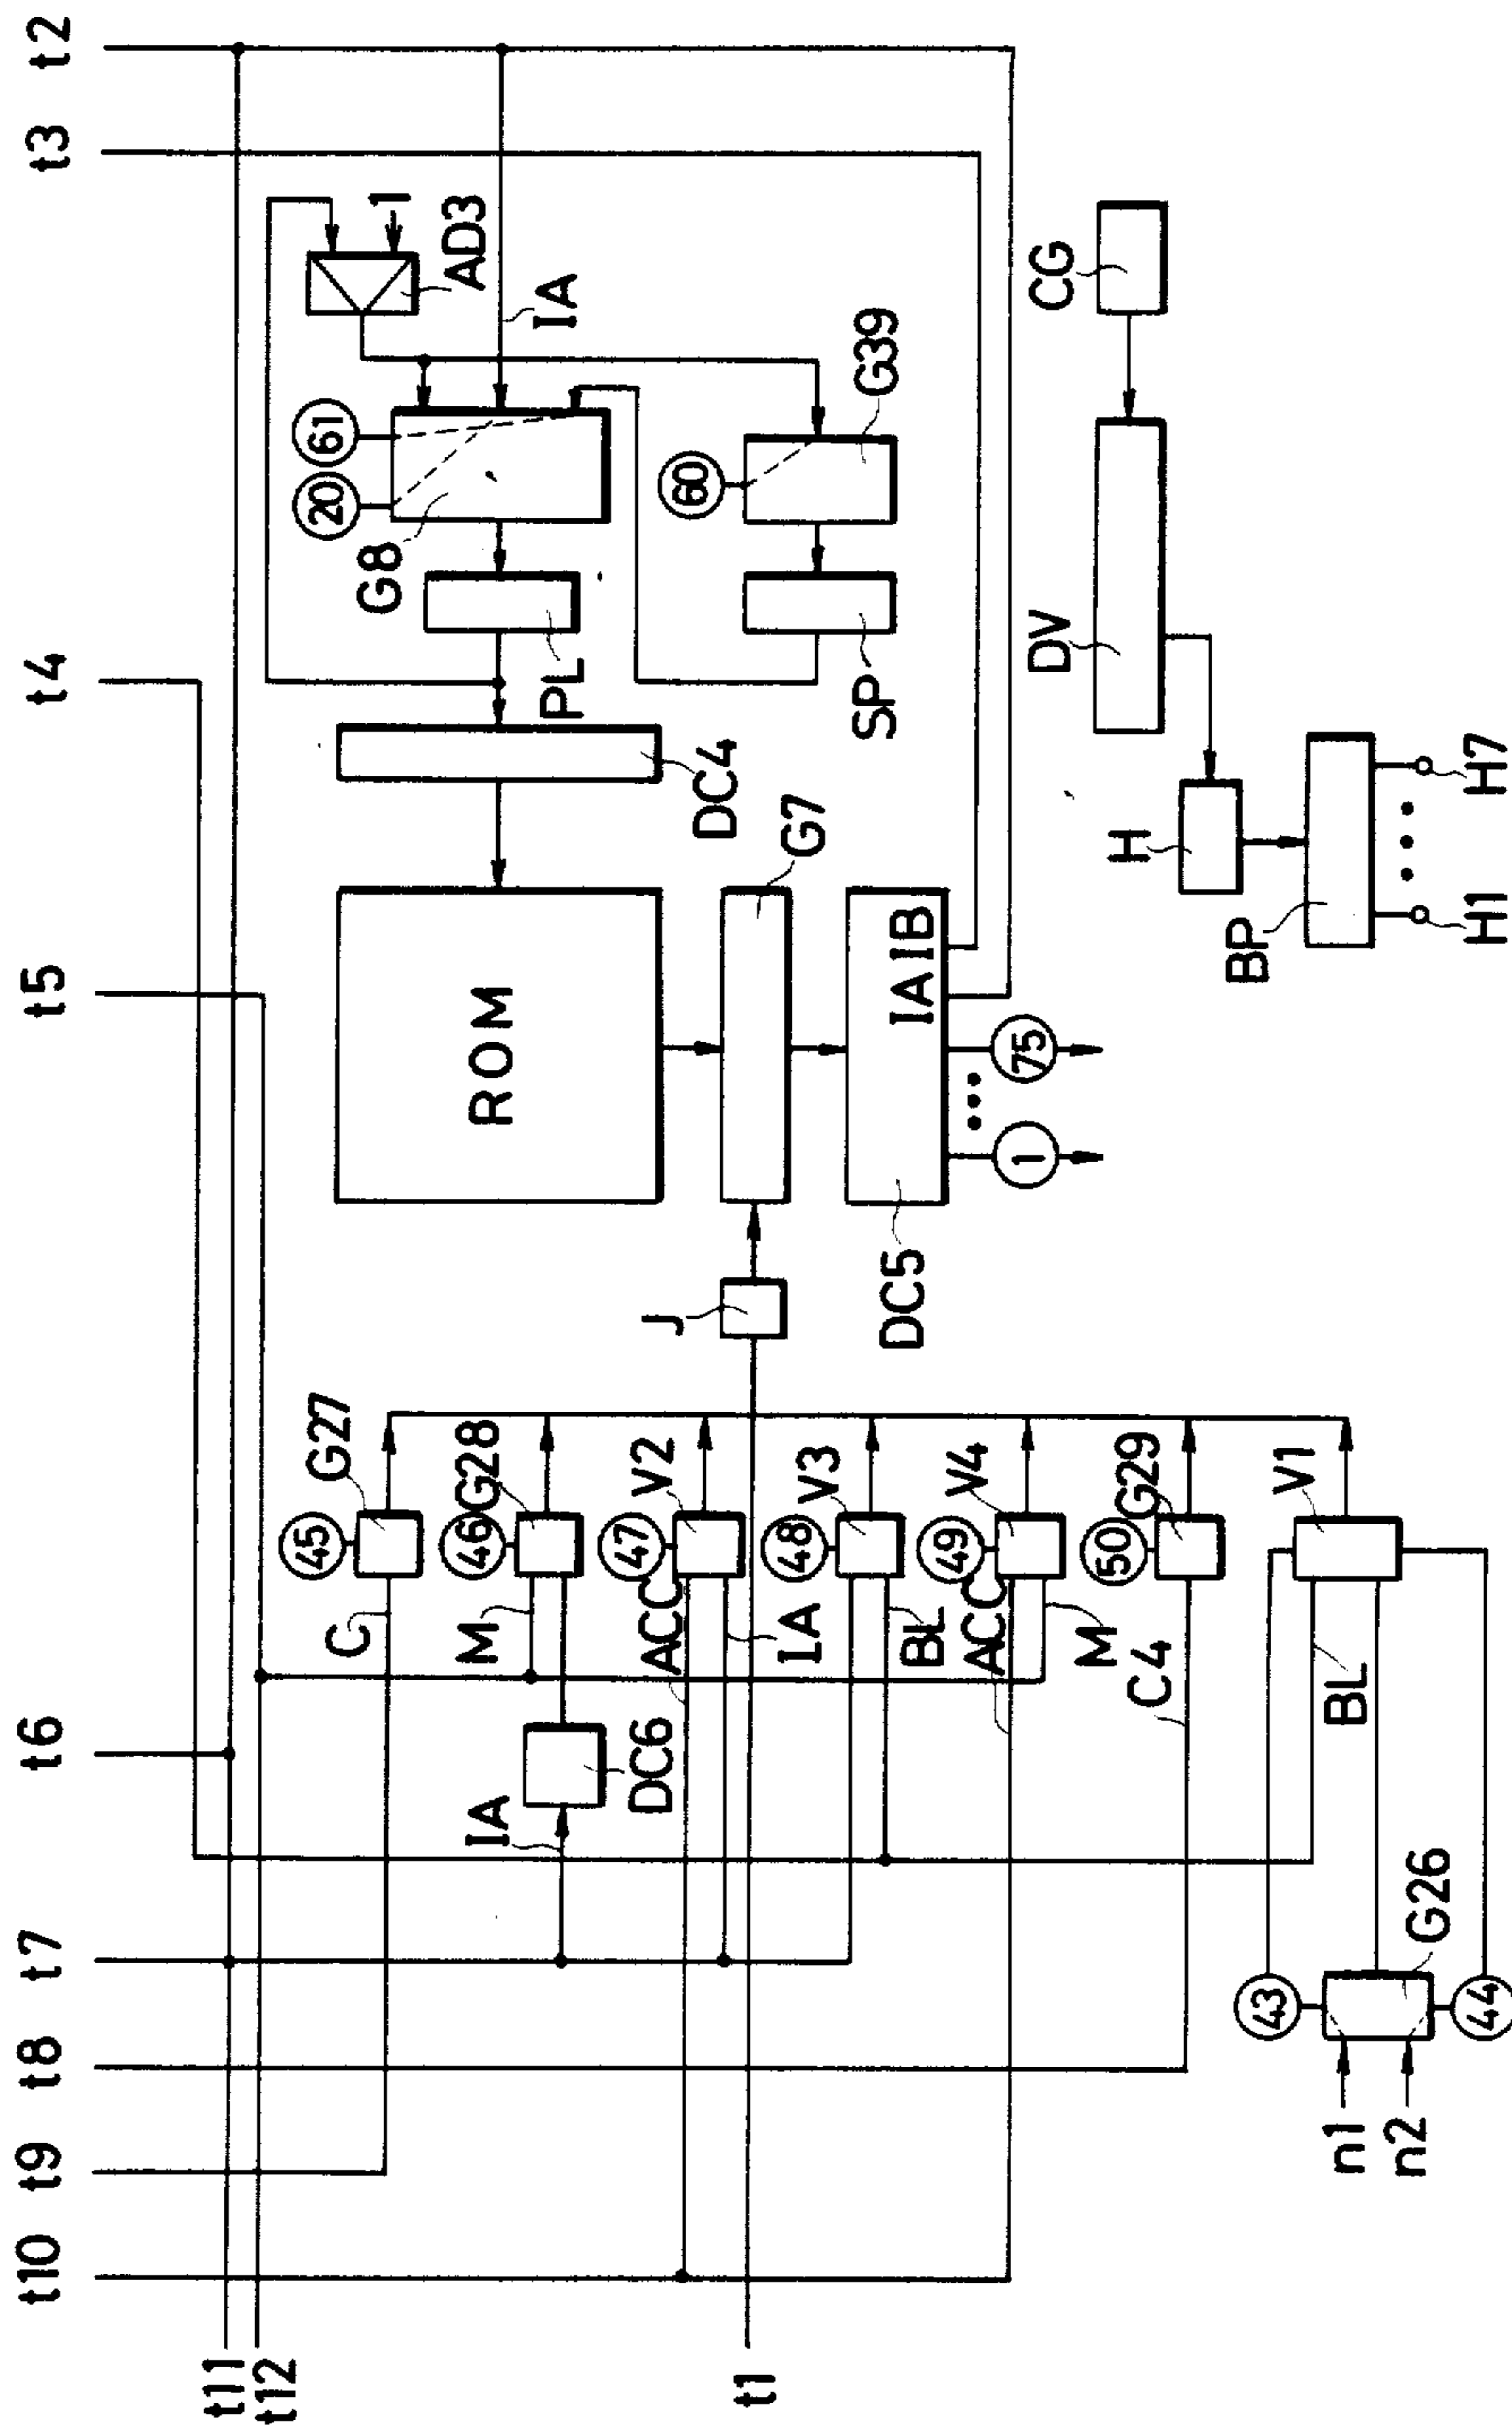 t10 t9 t8 t7 t6 t5 t4 t3 t2
t11
t12
t1
C
45
G27
IA
DC6
M
46
G28
ACC
47
V2
IA
48
V3
BL
ACC
49
V4
M
C4
50
G29
n1
n2
43
44
G26
BL
V1
J
ROM
G7
DC5
IA IB
1
75
DC4
PL
G8
20
61
1
AD3
IA
60
G39
SP
CG
DV
H
BP
H1
H7